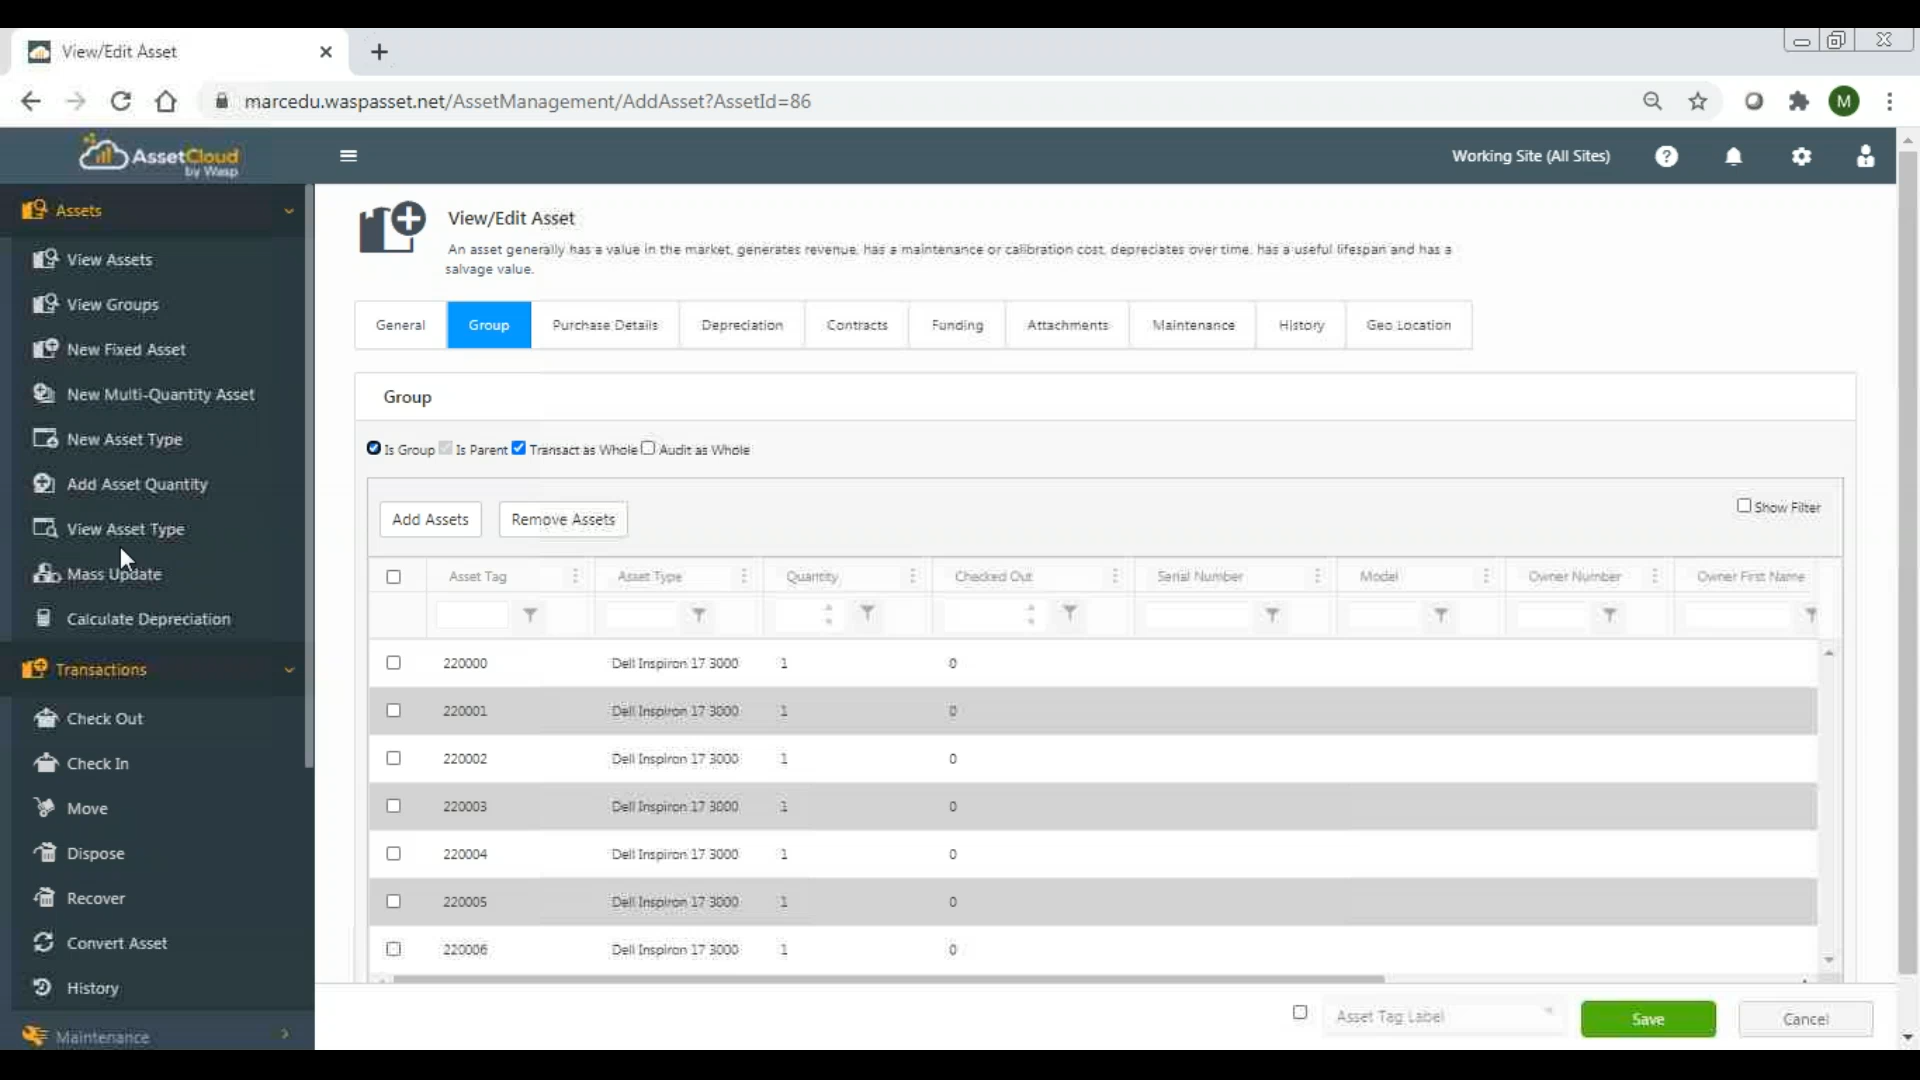 View/Edit Asset
marcedu.waspasset.net/AssetManagement/AddAsset?AssetId=86
M
AssetCloud
by Wasp
Working Site (All Sites)
Assets
View Assets
View Groups
New Fixed Asset
New Multi-Quantity Asset
New Asset Type
Add Asset Quantity
View Asset Type
Mass Update
Calculate Depreciation
Transactions
Check Out
Check In
Move
Dispose
Recover
Convert Asset
History
Maintenance
View/Edit Asset
An asset generally has a value in the market, generates revenue, has a maintenance or calibration cost, depreciates over time, has a useful lifespan and has a
salvage value.
General Group Purchase Details Depreciation Contracts Funding Attachments Maintenance History Geo Location
Group
Is Group Is Parent Transact as Whole Audit as Whole
Add Assets Remove Assets Show Filter
Asset Tag Asset Type Quantity Checked Out Serial Number Model Owner Number Owner First Name
220000 Dell Inspiron 17 3000 1 0
220001 Dell Inspiron 17 3000 1 0
220002 Dell Inspiron 17 3000 1 0
220003 Dell Inspiron 17 3000 1 0
220004 Dell Inspiron 17 3000 1 0
220005 Dell Inspiron 17 3000 1 0
220006 Dell Inspiron 17 3000 1 0
Asset Tag Label Save Cancel